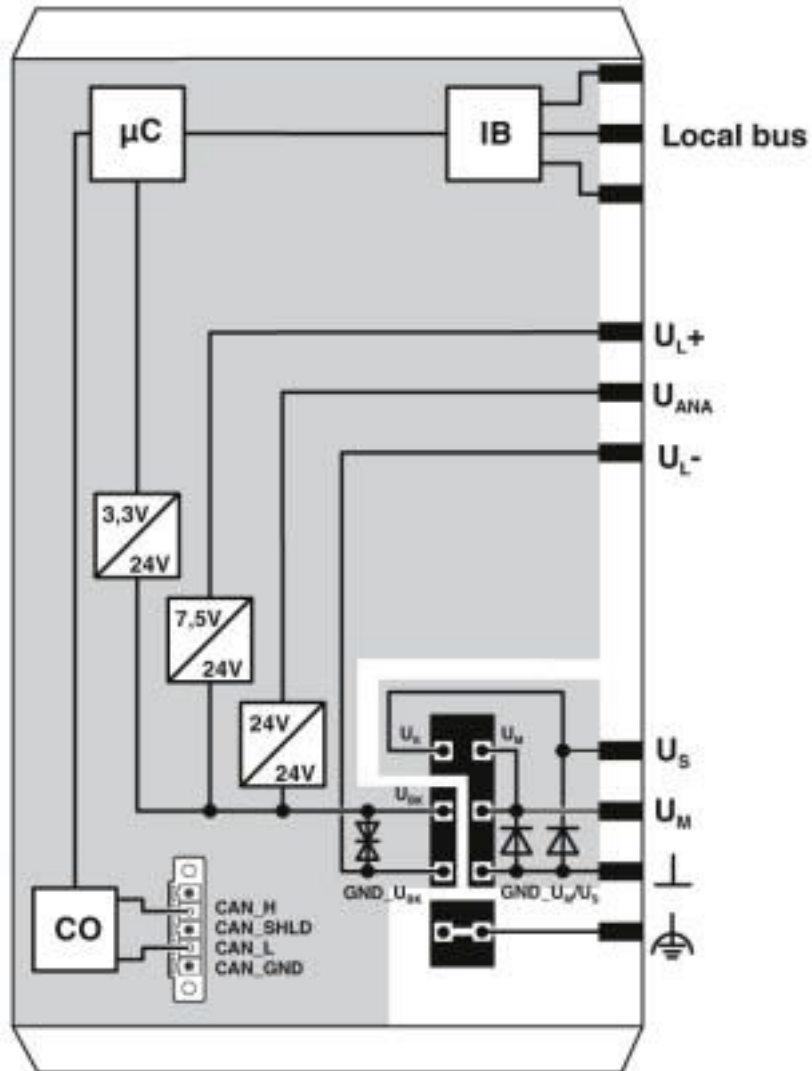 µC
IB
Local bus
U_L+
U_ANA
U_L-
3,3V
24V
7,5V
24V
24V
24V
U_S
U_M
U_S
U_BK
U_M
GND_U_BK
GND_U_M/U_S
CO
CAN_H
CAN_SHLD
CAN_L
CAN_GND